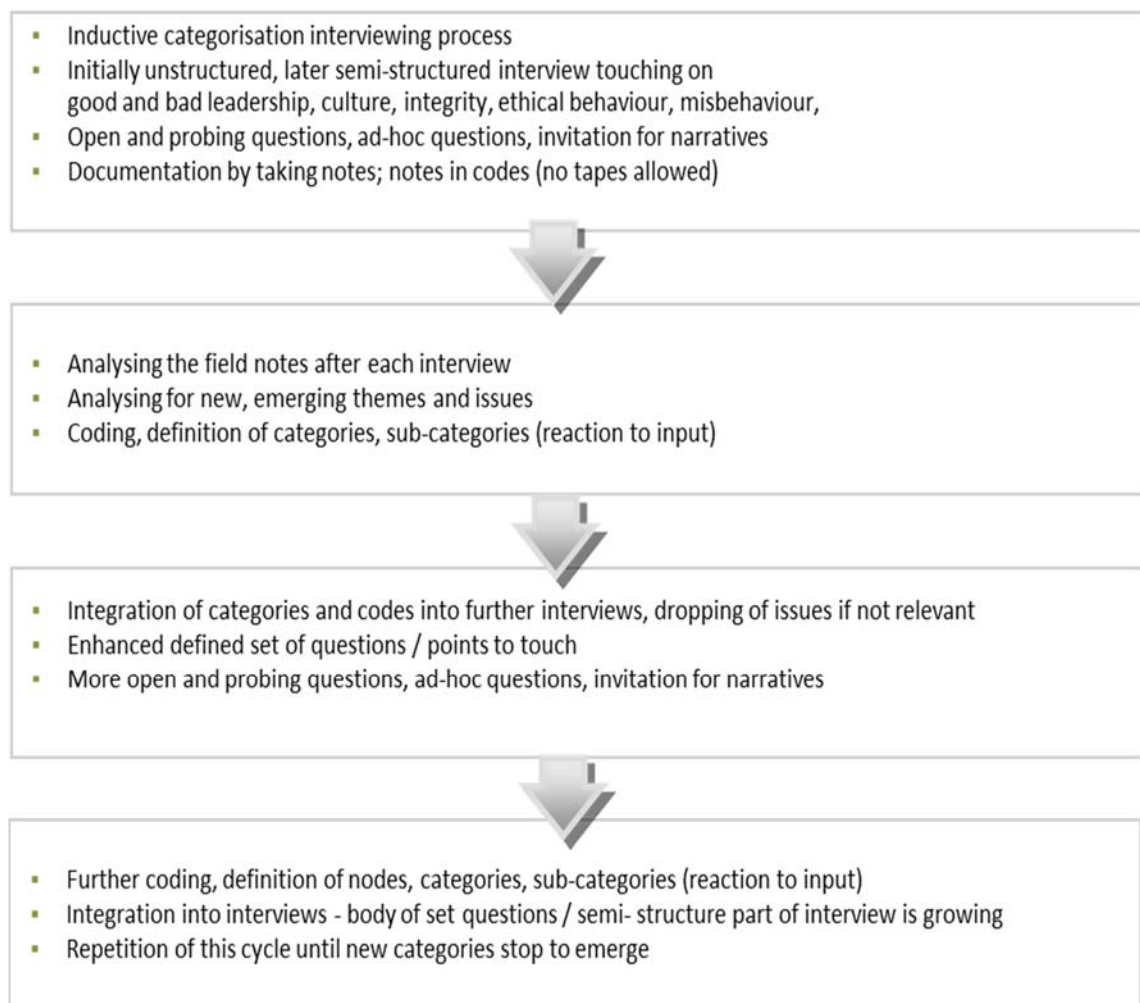 ▪ Inductive categorisation interviewing process
▪ Initially unstructured, later semi-structured interview touching on
good and bad leadership, culture, integrity, ethical behaviour, misbehaviour,
▪ Open and probing questions, ad-hoc questions, invitation for narratives
▪ Documentation by taking notes; notes in codes (no tapes allowed)
▪ Analysing the field notes after each interview
▪ Analysing for new, emerging themes and issues
▪ Coding, definition of categories, sub-categories (reaction to input)
▪ Integration of categories and codes into further interviews, dropping of issues if not relevant
▪ Enhanced defined set of questions / points to touch
▪ More open and probing questions, ad-hoc questions, invitation for narratives
▪ Further coding, definition of nodes, categories, sub-categories (reaction to input)
▪ Integration into interviews - body of set questions / semi- structure part of interview is growing
▪ Repetition of this cycle until new categories stop to emerge